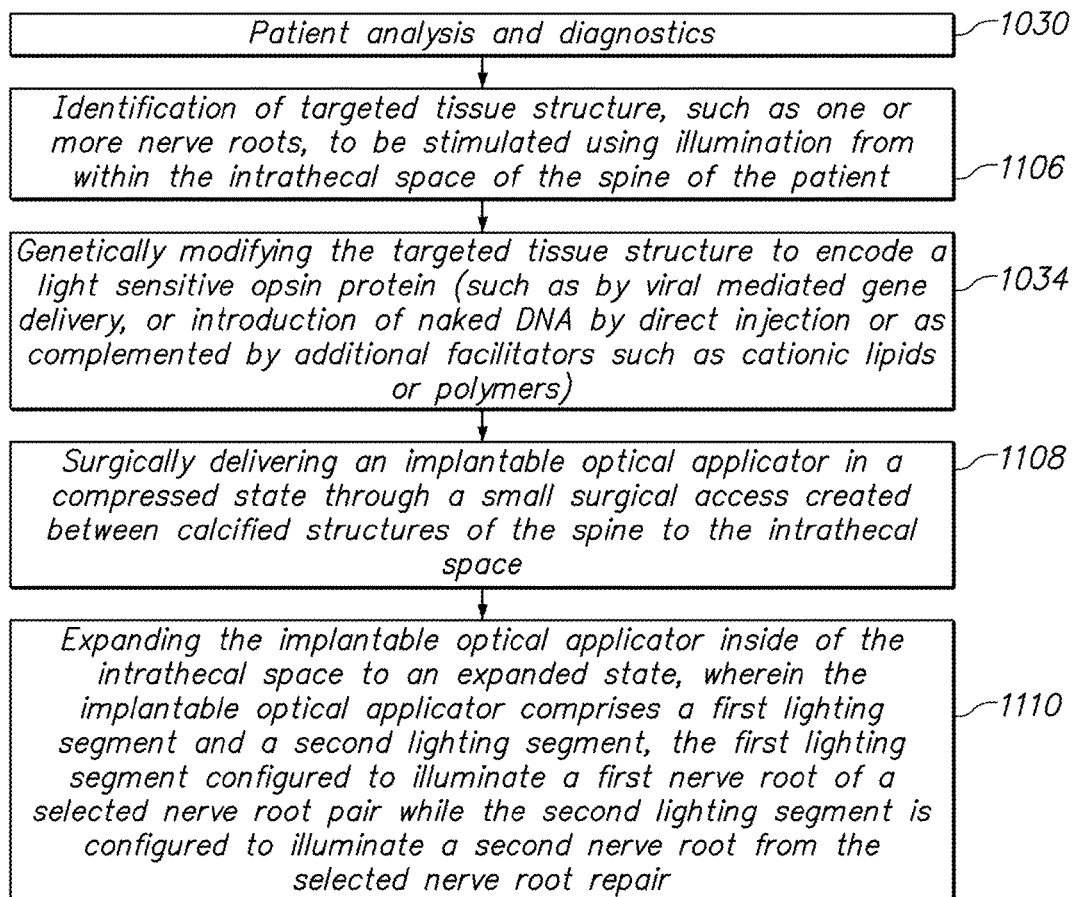 Patient analysis and diagnostics
1030
Identification of targeted tissue structure, such as one or
more nerve roots, to be stimulated using illumination from
within the intrathecal space of the spine of the patient
1106
Genetically modifying the targeted tissue structure to encode a
light sensitive opsin protein (such as by viral mediated gene
delivery, or introduction of naked DNA by direct injection or as
complemented by additional facilitators such as cationic lipids
or polymers)
1034
Surgically delivering an implantable optical applicator in a
compressed state through a small surgical access created
between calcified structures of the spine to the intrathecal
space
1108
Expanding the implantable optical applicator inside of the
intrathecal space to an expanded state, wherein the
implantable optical applicator comprises a first lighting
segment and a second lighting segment, the first lighting
segment configured to illuminate a first nerve root of a
selected nerve root pair while the second lighting segment is
configured to illuminate a second nerve root from the
selected nerve root repair
1110